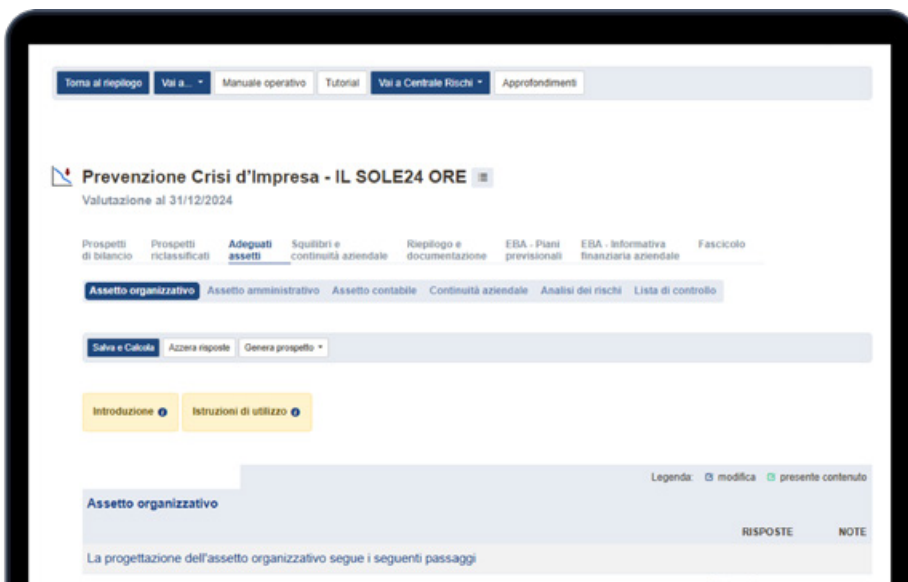 Torna al riepilogo Vai a... Manuale operativo Tutorial Vai a Centrale Rischi Approfondimenti
Prevenzione Crisi d'Impresa - IL SOLE24 ORE
Valutazione al 31/12/2024
Prospetti di bilancio Prospetti riclassificati Adeguati assetti Squilibri e continuità aziendale Riepilogo e documentazione EBA - Piani previsionali EBA - Informativa finanziaria aziendale Fascicolo
Assetto organizzativo Assetto amministrativo Assetto contabile Continuità aziendale Analisi dei rischi Lista di controllo
Salva e Calcola Azzera risposte Genera prospetto
Introduzione Istruzioni di utilizzo
Legenda: modifica presente contenuto
Assetto organizzativo
RISPOSTE NOTE
La progettazione dell'assetto organizzativo segue i seguenti passaggi